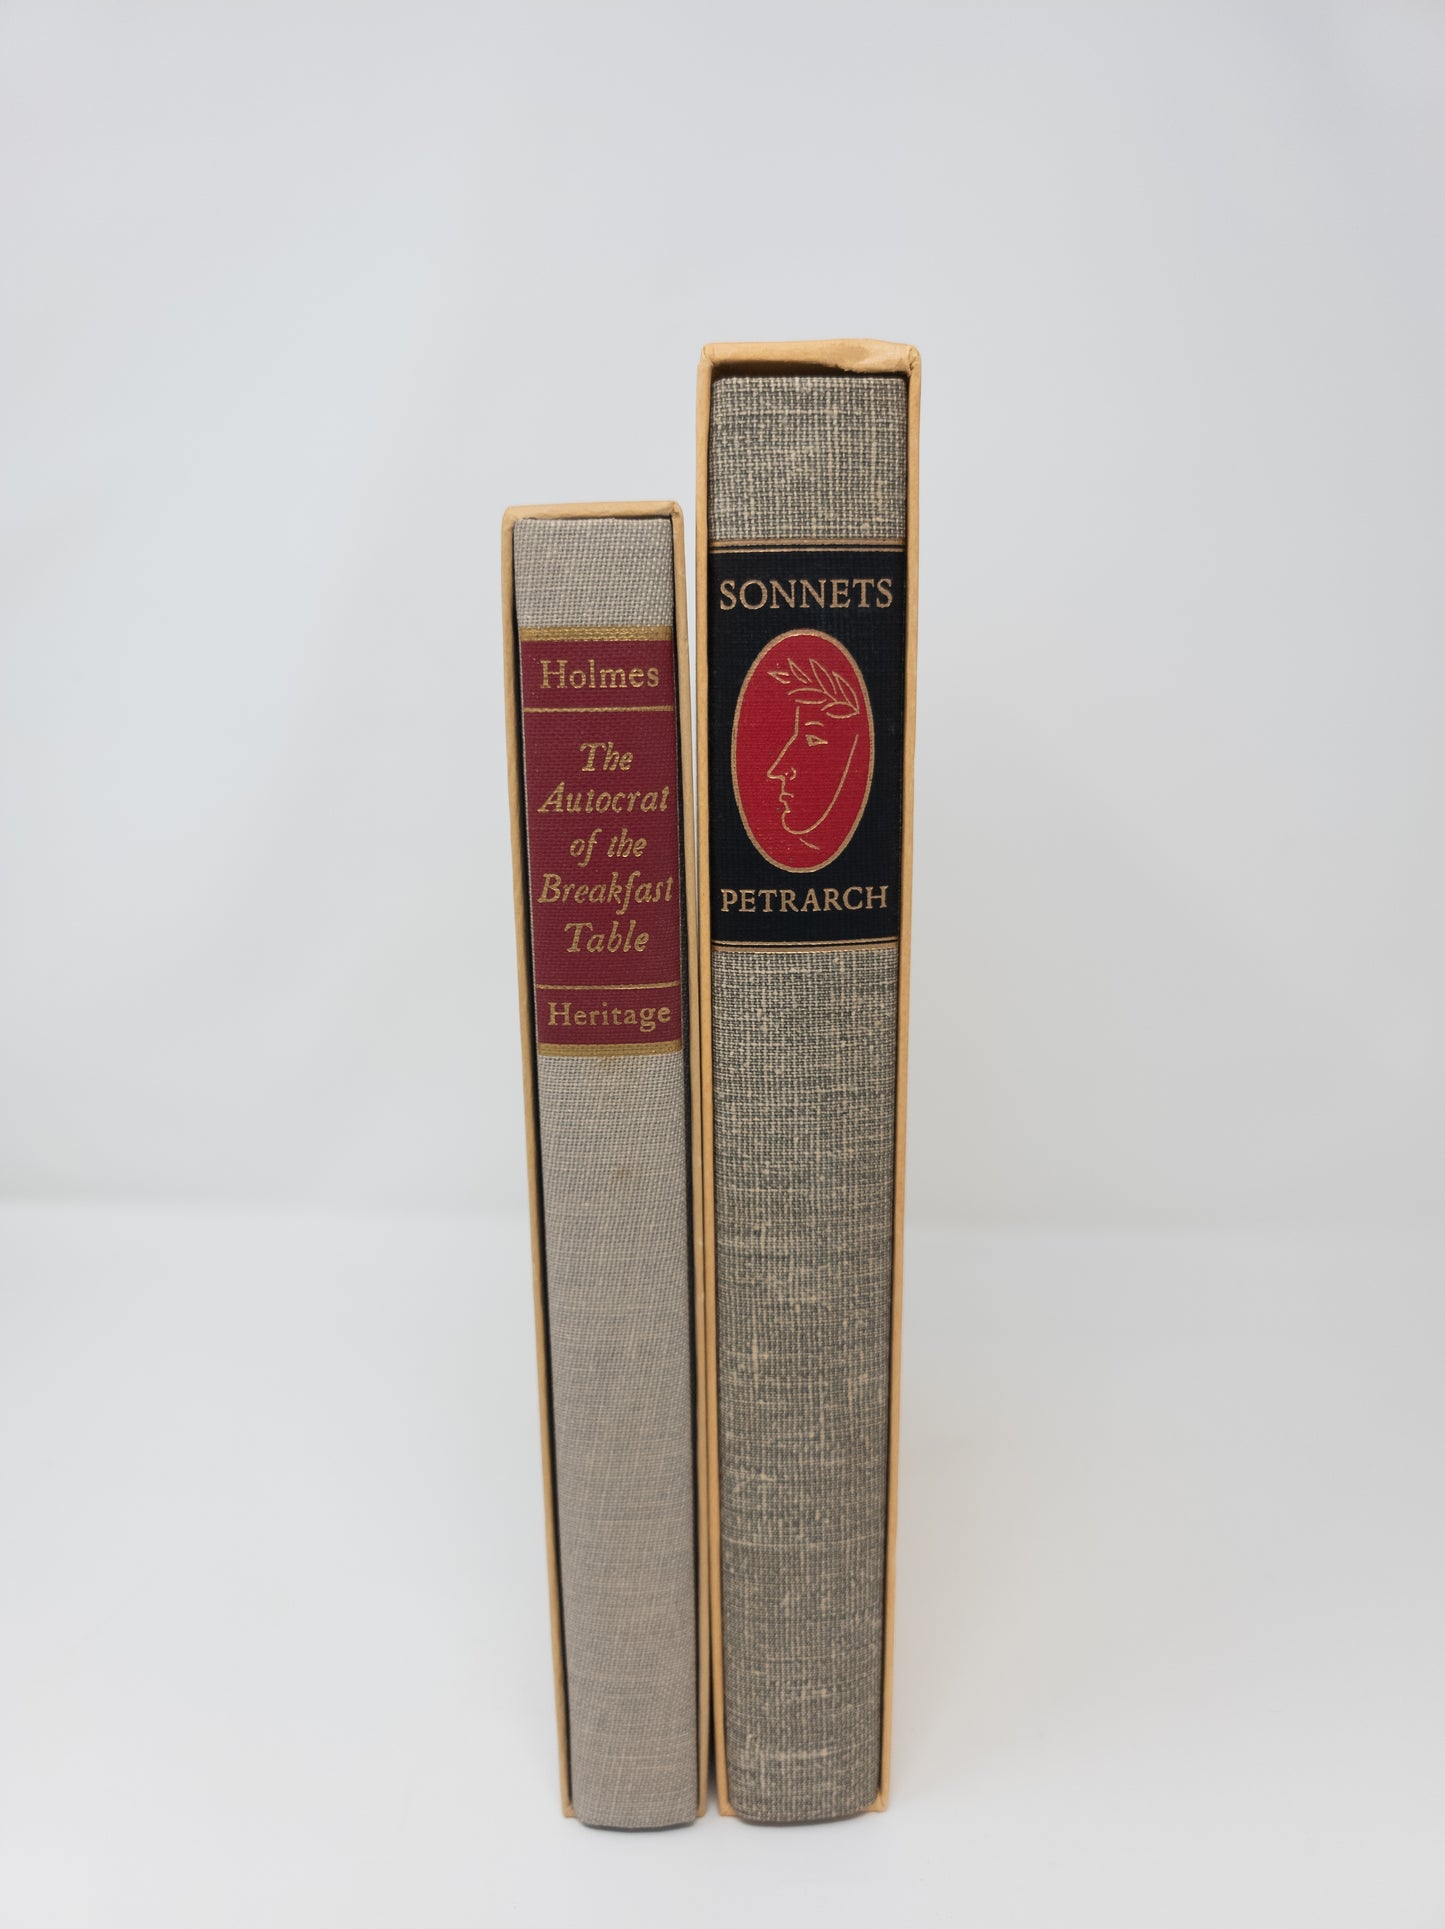 Holmes
The
Autocrat
of the
Breakfast
Table
Heritage
SONNETS
PETRARCH